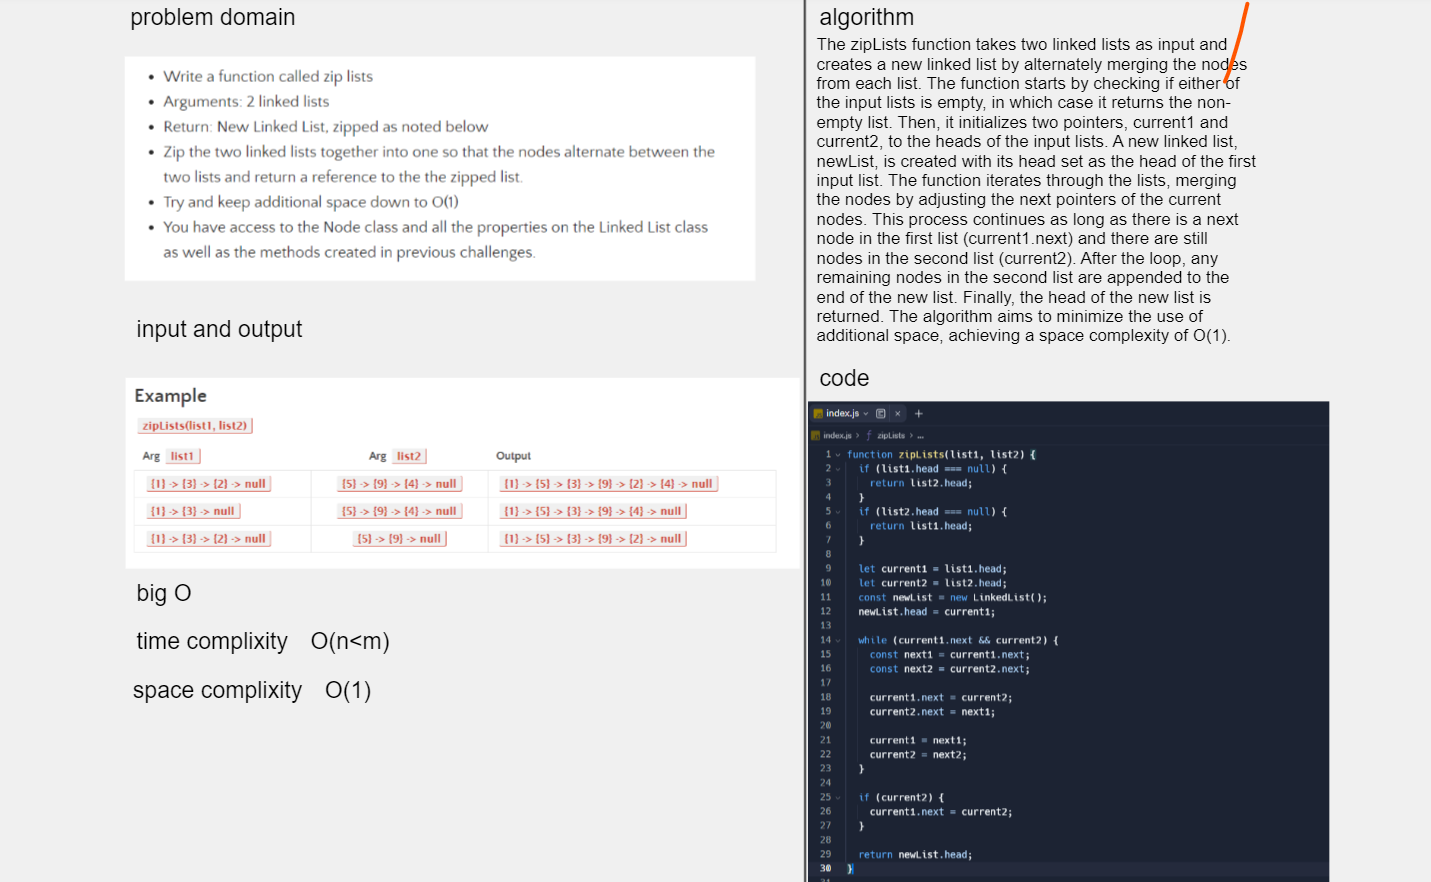 problem domain
• Write a function called zip lists
• Arguments: 2 linked lists
• Return: New Linked List, zipped as noted below
• Zip the two linked lists together into one so that the nodes alternate between the
two lists and return a reference to the the zipped list.
• Try and keep additional space down to O(1)
• You have access to the Node class and all the properties on the Linked List class
as well as the methods created in previous challenges.
input and output
Example
zipLists(list1, list2)
Arg list1 Arg list2 Output
{1} -> {3} -> {2} -> null {5} -> {9} -> {4} -> null {1} -> {5} -> {3} -> {9} -> {2} -> {4} -> null
{1} -> {3} -> null {5} -> {9} -> {4} -> null {1} -> {5} -> {3} -> {9} -> {4} -> null
{1} -> {3} -> {2} -> null {5} -> {9} -> null {1} -> {5} -> {3} -> {9} -> {2} -> null
big O
time complixity O(n<m)
space complixity O(1)
algorithm
The zipLists function takes two linked lists as input and
creates a new linked list by alternately merging the nodes
from each list. The function starts by checking if either of
the input lists is empty, in which case it returns the non-
empty list. Then, it initializes two pointers, current1 and
current2, to the heads of the input lists. A new linked list,
newList, is created with its head set as the head of the first
input list. The function iterates through the lists, merging
the nodes by adjusting the next pointers of the current
nodes. This process continues as long as there is a next
node in the first list (current1.next) and there are still
nodes in the second list (current2). After the loop, any
remaining nodes in the second list are appended to the
end of the new list. Finally, the head of the new list is
returned. The algorithm aims to minimize the use of
additional space, achieving a space complexity of O(1).
code
index.js × +
index.js > ƒ zipLists > ...
1 function zipLists(list1, list2) {
2 if (list1.head === null) {
3 return list2.head;
4 }
5 if (list2.head === null) {
6 return list1.head;
7 }
8
9 let current1 = list1.head;
10 let current2 = list2.head;
11 const newList = new LinkedList();
12 newList.head = current1;
13
14 while (current1.next && current2) {
15 const next1 = current1.next;
16 const next2 = current2.next;
17
18 current1.next = current2;
19 current2.next = next1;
20
21 current1 = next1;
22 current2 = next2;
23 }
24
25 if (current2) {
26 current1.next = current2;
27 }
28
29 return newList.head;
30 }